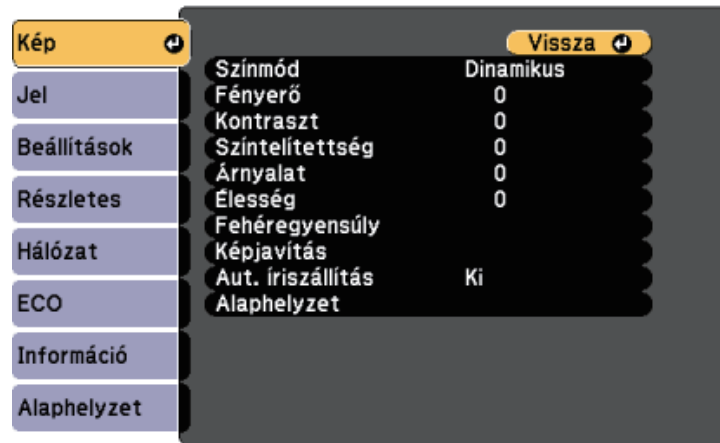 Kép
Jel
Beállítások
Részletes
Hálózat
ECO
Információ
Alaphelyzet
Vissza
Színmód Dinamikus
Fényerő 0
Kontraszt 0
Színtelítettség 0
Árnyalat 0
Élesség 0
Fehéregyensúly
Képjavítás
Aut. íriszállítás Ki
Alaphelyzet